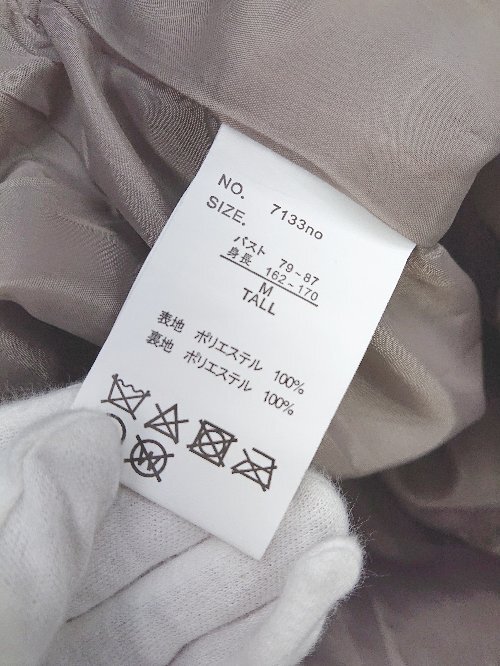 NO. 7133no
SIZE.
バスト 79~87
身長 162~170
M
TALL
表地 ポリエステル 100%
裏地 ポリエステル 100%
W